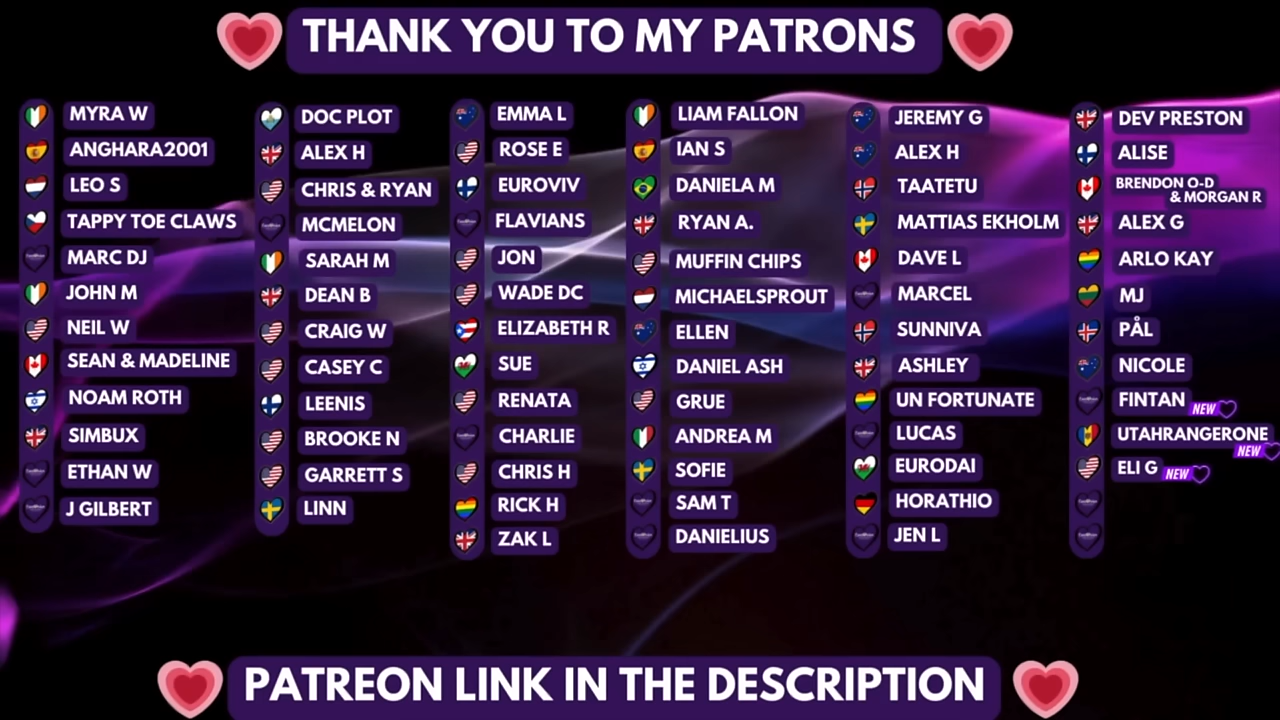 THANK YOU TO MY PATRONS
MYRA W
ANGHARA2001
LEO S
TAPPY TOE CLAWS
MARC DJ
JOHN M
NEIL W
SEAN & MADELINE
NOAM ROTH
SIMBUX
ETHAN W
J GILBERT
DOC PLOT
ALEX H
CHRIS & RYAN
MCMELON
SARAH M
DEAN B
CRAIG W
CASEY C
LEENIS
BROOKE N
GARRETT S
LINN
EMMA L
ROSE E
EUROVIV
FLAVIANS
JON
WADE DC
ELIZABETH R
SUE
RENATA
CHARLIE
CHRIS H
RICK H
ZAK L
LIAM FALLON
IAN S
DANIELA M
RYAN A.
MUFFIN CHIPS
MICHAELSPROUT
ELLEN
DANIEL ASH
GRUE
ANDREA M
SOFIE
SAM T
DANIELIUS
JEREMY G
ALEX H
TAATETU
MATTIAS EKHOLM
DAVE L
MARCEL
SUNNIVA
ASHLEY
UN FORTUNATE
LUCAS
EURODAI
HORATHIO
JEN L
DEV PRESTON
ALISE
BRENDON O-D
& MORGAN R
ALEX G
ARLO KAY
MJ
PÅL
NICOLE
FINTAN NEW
UTAHRANGERONE
NEW
ELI G NEW
PATREON LINK IN THE DESCRIPTION